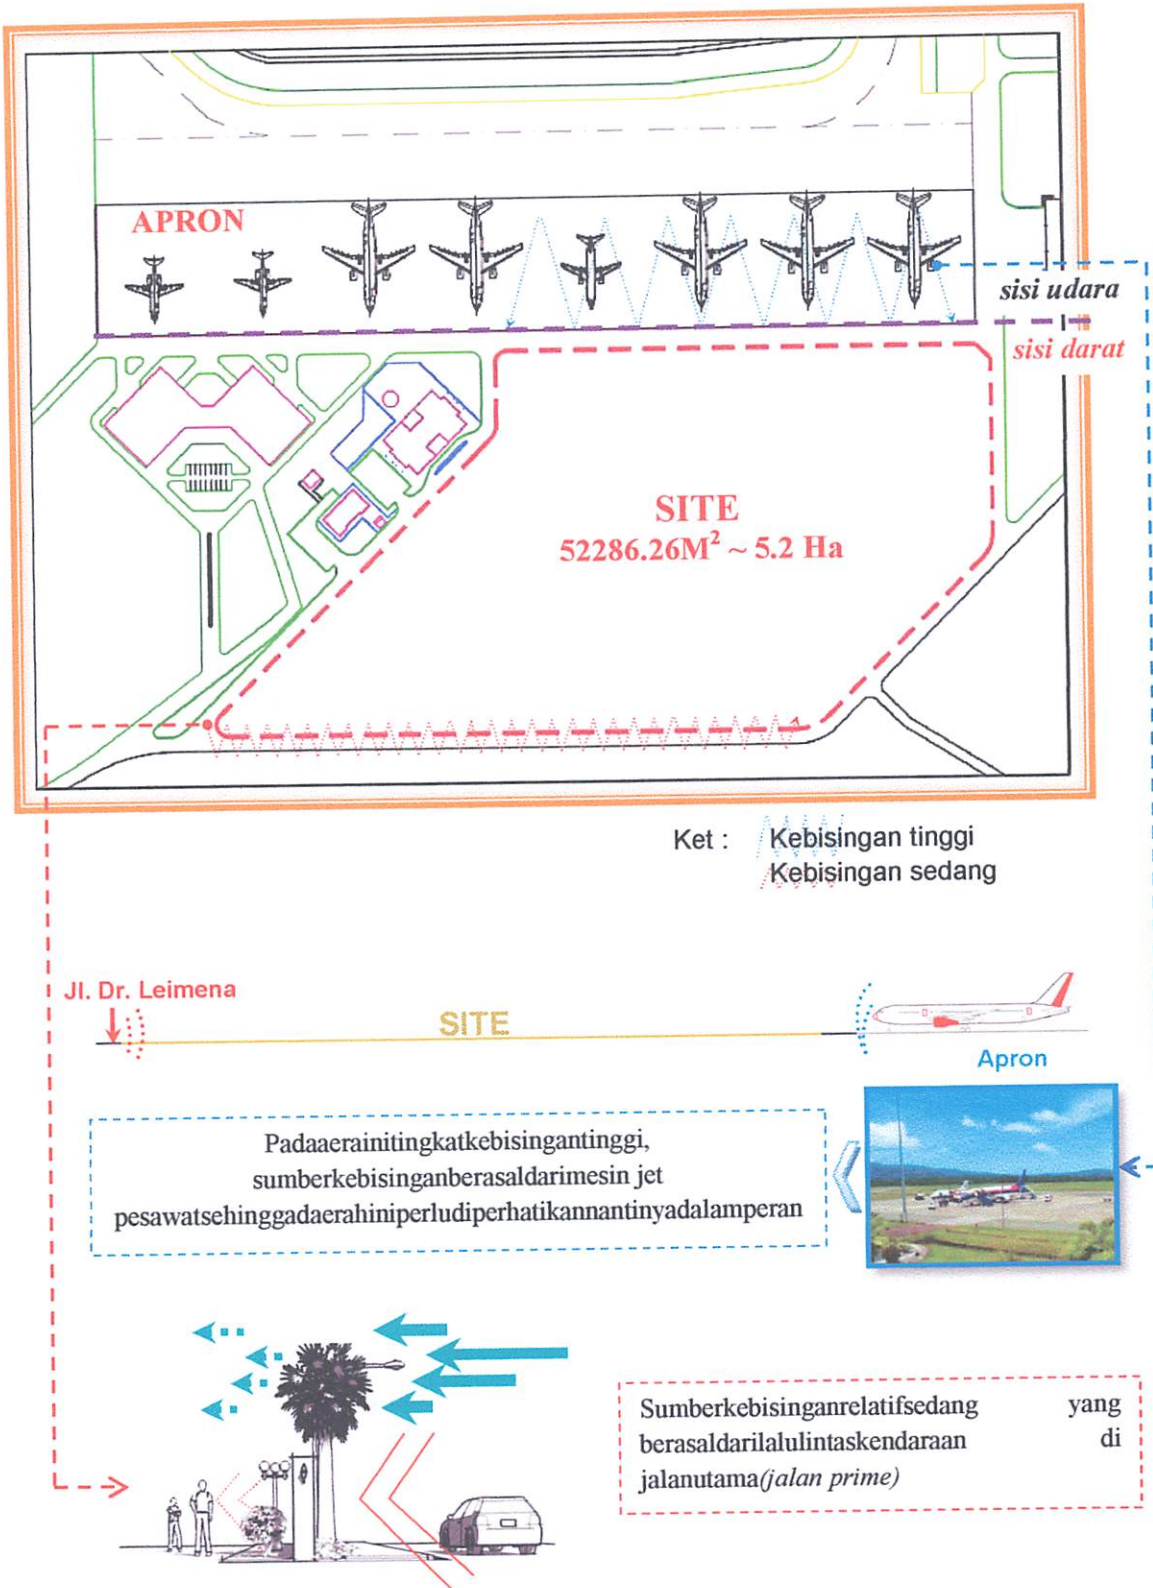 APRON
sisi udara
sisi darat
SITE
52286.26M² ~ 5.2 Ha
Ket : Kebisingan tinggi
Kebisingan sedang
Jl. Dr. Leimena
SITE
Apron
Padaaerainitingkatkebisingantinggi,
sumberkebisinganberasaldarimesin jet
pesawatsehinggadaerahiniperludiperhatikannantinyadalamperan
Sumberkebisinganrelatifsedang yang
berasaldarilalulintaskendaraan di
jalanutama(jalan prime)